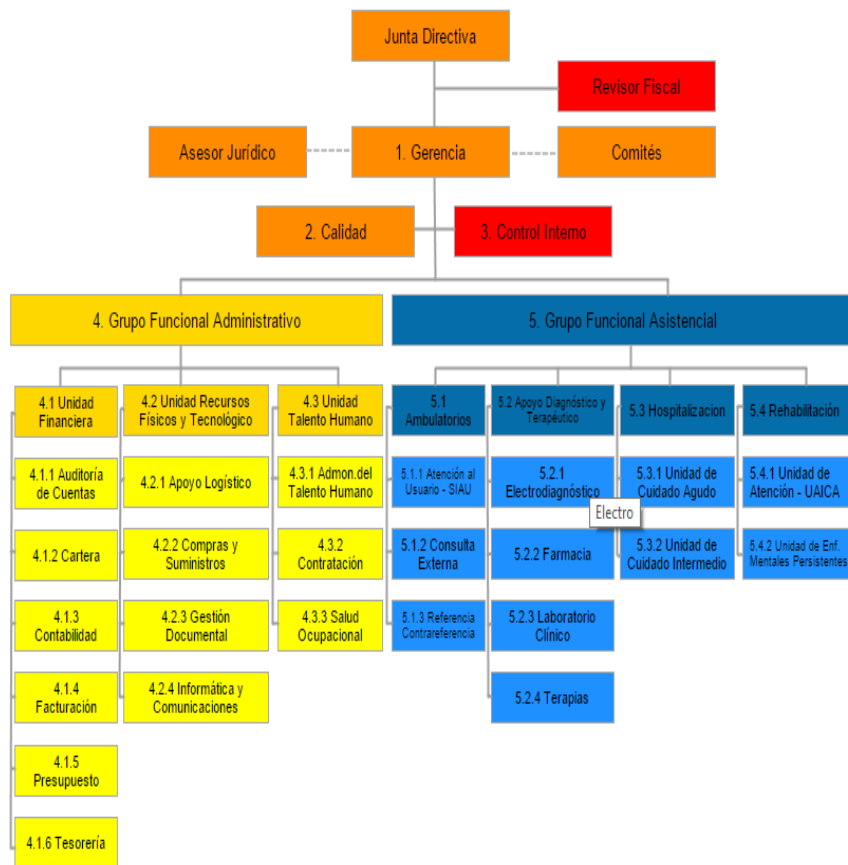 Junta Directiva
Revisor Fiscal
Asesor Jurídico
1. Gerencia
Comités
2. Calidad
3. Control Interno
4. Grupo Funcional Administrativo
5. Grupo Funcional Asistencial
4.1 Unidad
Financiera
4.2 Unidad Recursos
Físicos y Tecnológico
4.3 Unidad
Talento Humano
5.1
Ambulatorios
5.2 Apoyo Diagnóstico y
Terapéutico
5.3 Hospitalizacion
5.4 Rehabilitación
4.1.1 Auditoría
de Cuentas
4.2.1 Apoyo Logístico
4.3.1 Admon.del
Talento Humano
5.1.1 Atención al
Usuario - SIAU
5.2.1
Electrodiagnóstico
5.3.1 Unidad de
Cuidado Agudo
5.4.1 Unidad de
Atención - UAICA
Electro
4.1.2 Cartera
4.2.2 Compras y
Suministros
4.3.2
Contratación
5.1.2 Consulta
Externa
5.2.2 Farmacia
5.3.2 Unidad de
Cuidado Intermedio
5.4.2 Unidad de Enf.
Mentales Persistentes
4.1.3
Contabilidad
4.2.3 Gestión
Documental
4.3.3 Salud
Ocupacional
5.1.3 Referencia
Contrareferencia
5.2.3 Laboratorio
Clínico
4.1.4
Facturación
4.2.4 Informática y
Comunicaciones
5.2.4 Terapias
4.1.5
Presupuesto
4.1.6 Tesorería